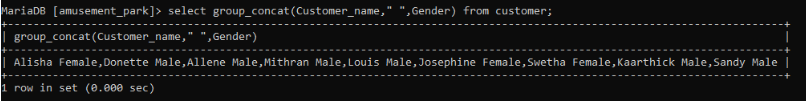 MariaDB [amusement_park]> select group_concat(Customer_name," ",Gender) from customer;
+---------------------------------------------------------------------------------------------------------------------+
| group_concat(Customer_name," ",Gender)                                                                              |
+---------------------------------------------------------------------------------------------------------------------+
| Alisha Female,Donette Male,Allene Male,Mithran Male,Louis Male,Josephine Female,Swetha Female,Kaarthick Male,Sandy Male |
+---------------------------------------------------------------------------------------------------------------------+
1 row in set (0.000 sec)